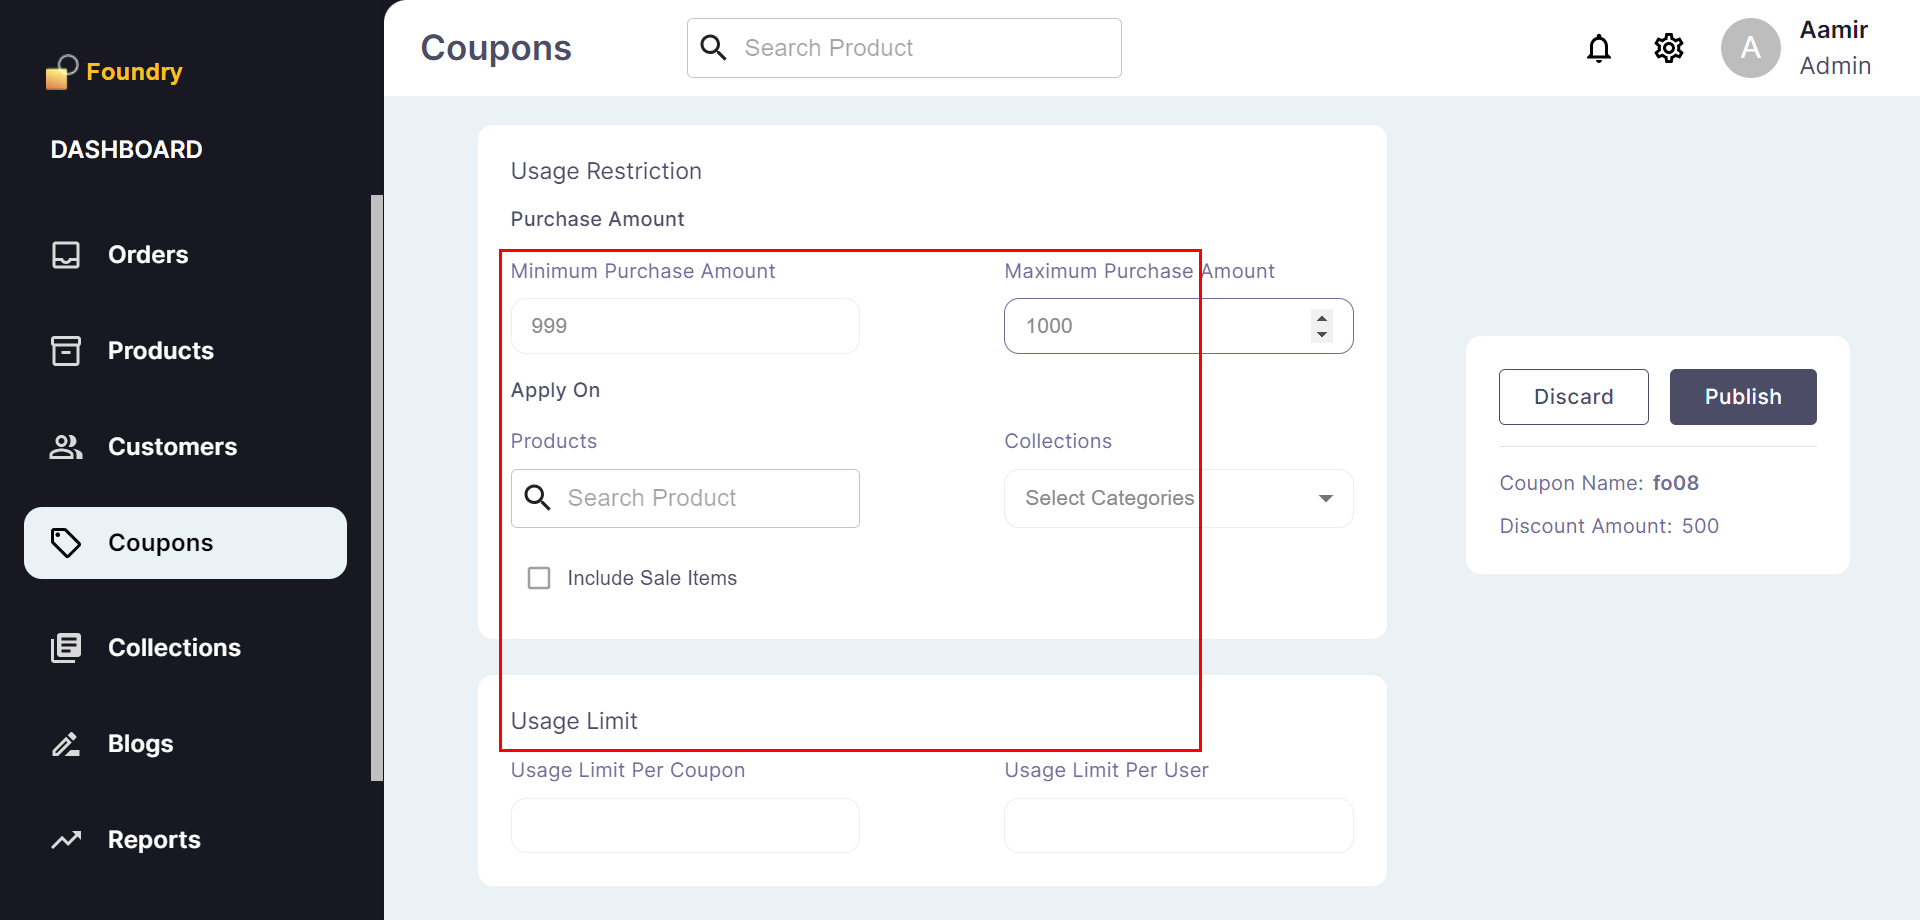 Foundry
DASHBOARD
Orders
Products
Customers
Coupons
Collections
Blogs
Reports
Coupons
Search Product
A
Aamir
Admin
Usage Restriction
Purchase Amount
Minimum Purchase Amount
Maximum Purchase Amount
999
1000
Apply On
Products
Collections
Search Product
Select Categories
Include Sale Items
Usage Limit
Usage Limit Per Coupon
Usage Limit Per User
Discard
Publish
Coupon Name: fo08
Discount Amount: 500